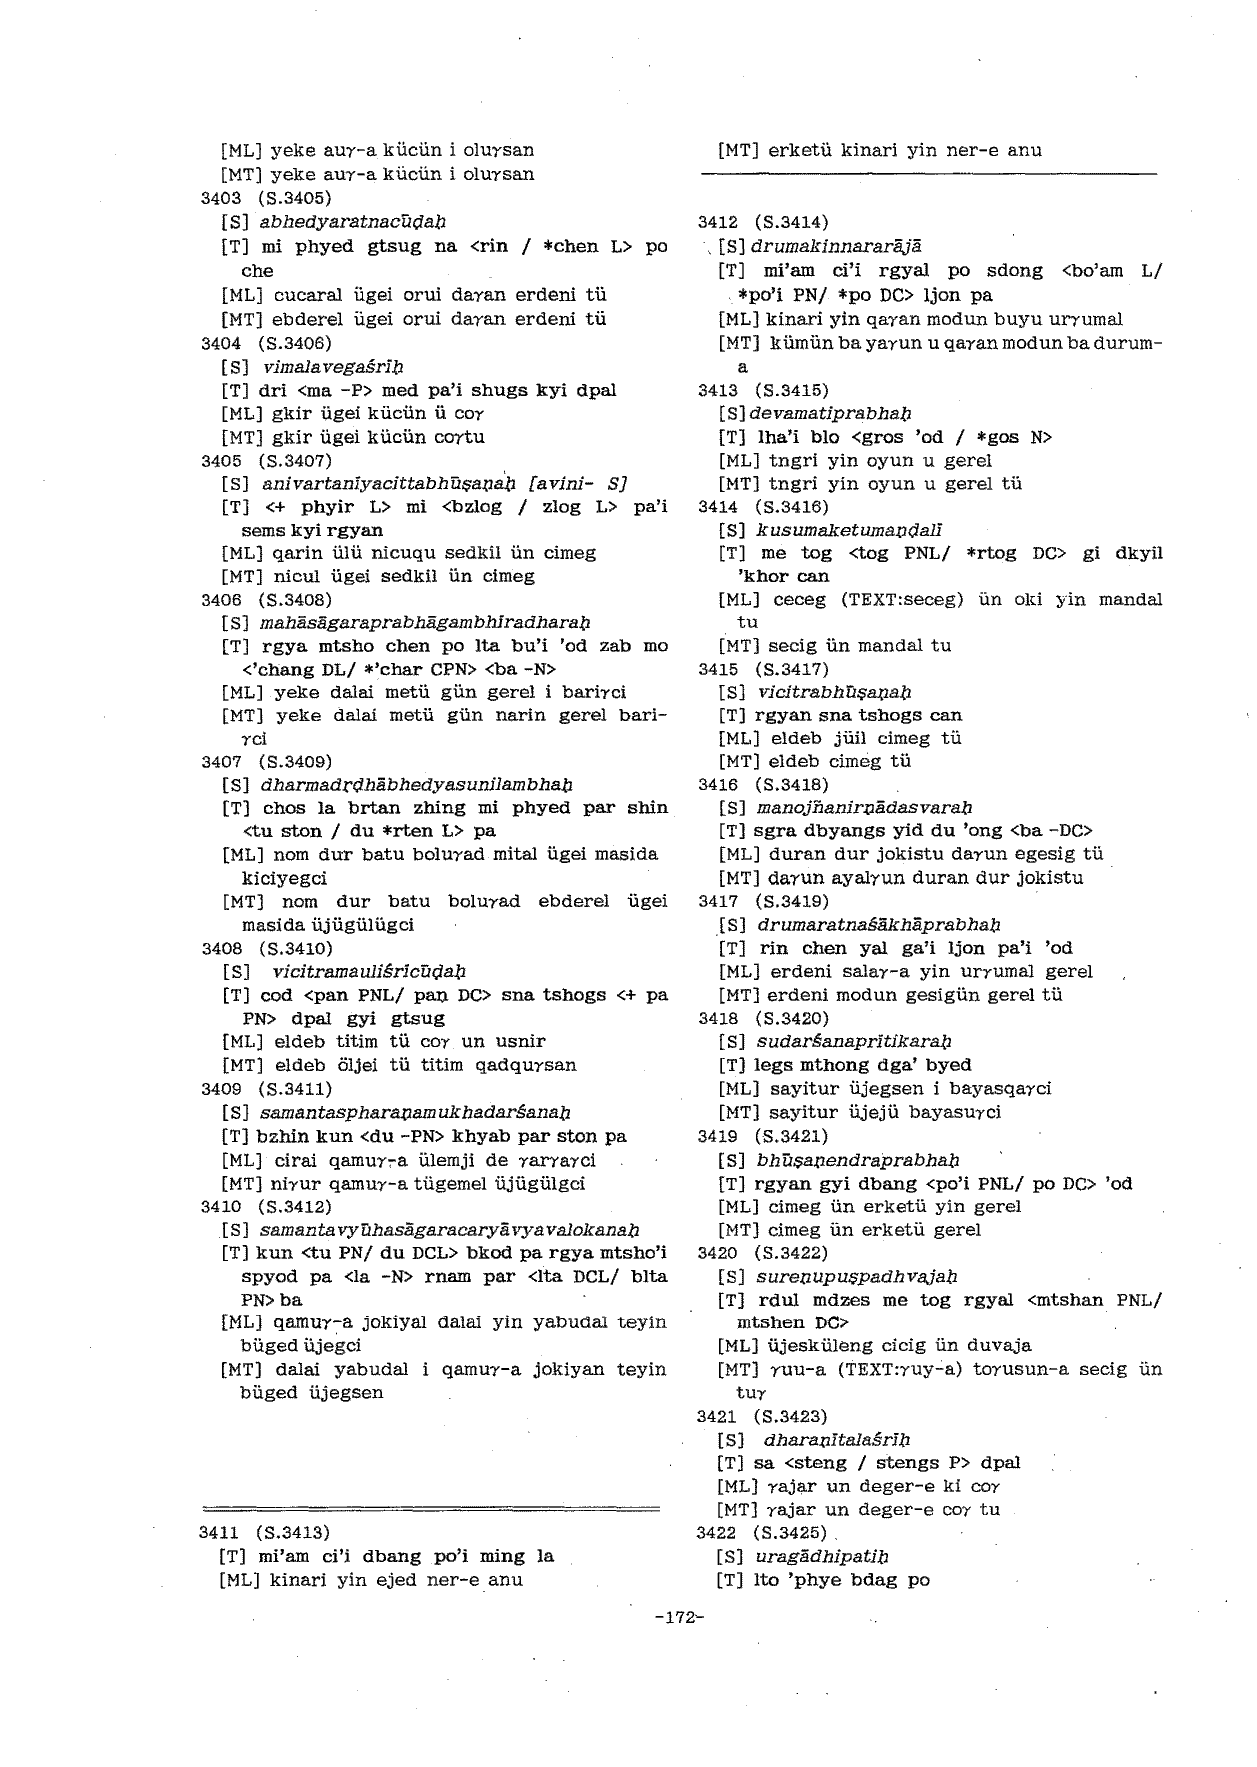 [ML] yeke auγ-a kücün i oluγsan
[MT] yeke auγ-a kücün i oluγsan
3403 (S.3405)
[S] abhedyaratnacūḍaḥ
[T] mi phyed gtsug na <rin / *chen L> po
che
[ML] cucaral ügei orui daγan erdeni tü
[MT] ebderel ügei orui daγan erdeni tü
3404 (S.3406)
[S] vimalavegaśrīḥ
[T] dri <ma -P> med pa'i shugs kyi dpal
[ML] gkir ügei kücün ü coγ
[MT] gkir ügei kücün coγtu
3405 (S.3407)
[S] anivartanīyacittabhūṣaṇaḥ [avini- S]
[T] <+ phyir L> mi <bzlog / zlog L> pa'i
sems kyi rgyan
[ML] qarin ülü nicuqu sedkil ün cimeg
[MT] nicul ügei sedkil ün cimeg
3406 (S.3408)
[S] mahāsāgaraprabhāgambhīradharaḥ
[T] rgya mtsho chen po lta bu'i 'od zab mo
<'chang DL/ *'char CPN> <ba -N>
[ML] yeke dalai metü gün gerel i bariγci
[MT] yeke dalai metü gün narin gerel bari-
γci
3407 (S.3409)
[S] dharmadṛḍhābhedyasunilambhaḥ
[T] chos la brtan zhing mi phyed par shin
<tu ston / du *rten L> pa
[ML] nom dur batu boluγad mital ügei masida
kiciyegci
[MT] nom dur batu boluγad ebderel ügei
masida üjügülügci
3408 (S.3410)
[S] vicitramauliśricūḍaḥ
[T] cod <pan PNL/ paṇ DC> sna tshogs <+ pa
PN> dpal gyi gtsug
[ML] eldeb titim tü coγ un usnir
[MT] eldeb öljei tü titim qadquγsan
3409 (S.3411)
[S] samantaspharaṇamukhadarśanaḥ
[T] bzhin kun <du -PN> khyab par ston pa
[ML] cirai qamuγ-a ülemji de γarγaγci
[MT] niγur qamuγ-a tügemel üjügülgci
3410 (S.3412)
[S] samantavyūhasāgaracaryāvyavalokanaḥ
[T] kun <tu PN/ du DCL> bkod pa rgya mtsho'i
spyod pa <la -N> rnam par <lta DCL/ blta
PN> ba
[ML] qamuγ-a jokiyal dalai yin yabudal teyin
büged üjegci
[MT] dalai yabudal i qamuγ-a jokiyan teyin
büged üjegsen
3411 (S.3413)
[T] mi'am ci'i dbang po'i ming la
[ML] kinari yin ejed ner-e anu
[MT] erketü kinari yin ner-e anu
3412 (S.3414)
[S] drumakinnararājā
[T] mi'am ci'i rgyal po sdong <bo'am L/
*po'i PN/ *po DC> ljon pa
[ML] kinari yin qaγan modun buyu urγumal
[MT] kümün ba yaγun u qaγan modun ba durum-
a
3413 (S.3415)
[S] devamatiprabhaḥ
[T] lha'i blo <gros 'od / *gos N>
[ML] tngri yin oyun u gerel
[MT] tngri yin oyun u gerel tü
3414 (S.3416)
[S] kusumaketumaṇḍalī
[T] me tog <tog PNL/ *rtog DC> gi dkyil
'khor can
[ML] ceceg (TEXT:seceg) ün oki yin mandal
tu
[MT] secig ün mandal tu
3415 (S.3417)
[S] vicitrabhūṣaṇaḥ
[T] rgyan sna tshogs can
[ML] eldeb jüil cimeg tü
[MT] eldeb cimeg tü
3416 (S.3418)
[S] manojñanirṇādasvaraḥ
[T] sgra dbyangs yid du 'ong <ba -DC>
[ML] duran dur jokistu daγun egesig tü
[MT] daγun ayalγun duran dur jokistu
3417 (S.3419)
[S] drumaratnaśākhāprabhaḥ
[T] rin chen yal ga'i ljon pa'i 'od
[ML] erdeni salaγ-a yin urγumal gerel
[MT] erdeni modun gesigün gerel tü
3418 (S.3420)
[S] sudarśanaprītikaraḥ
[T] legs mthong dga' byed
[ML] sayitur üjegsen i bayasqaγci
[MT] sayitur üjejü bayasuγci
3419 (S.3421)
[S] bhūṣaṇendraprabhaḥ
[T] rgyan gyi dbang <po'i PNL/ po DC> 'od
[ML] cimeg ün erketü yin gerel
[MT] cimeg ün erketü gerel
3420 (S.3422)
[S] sureṇupuṣpadhvajaḥ
[T] rdul mdzes me tog rgyal <mtshan PNL/
mtshen DC>
[ML] üjesküleng cicig ün duvaja
[MT] γuu-a (TEXT:γuy-a) toγusun-a secig ün
tuγ
3421 (S.3423)
[S] dharaṇītalaśrīḥ
[T] sa <steng / stengs P> dpal
[ML] γajar un deger-e ki coγ
[MT] γajar un deger-e coγ tu
3422 (S.3425)
[S] uragādhipatiḥ
[T] lto 'phye bdag po
-172-